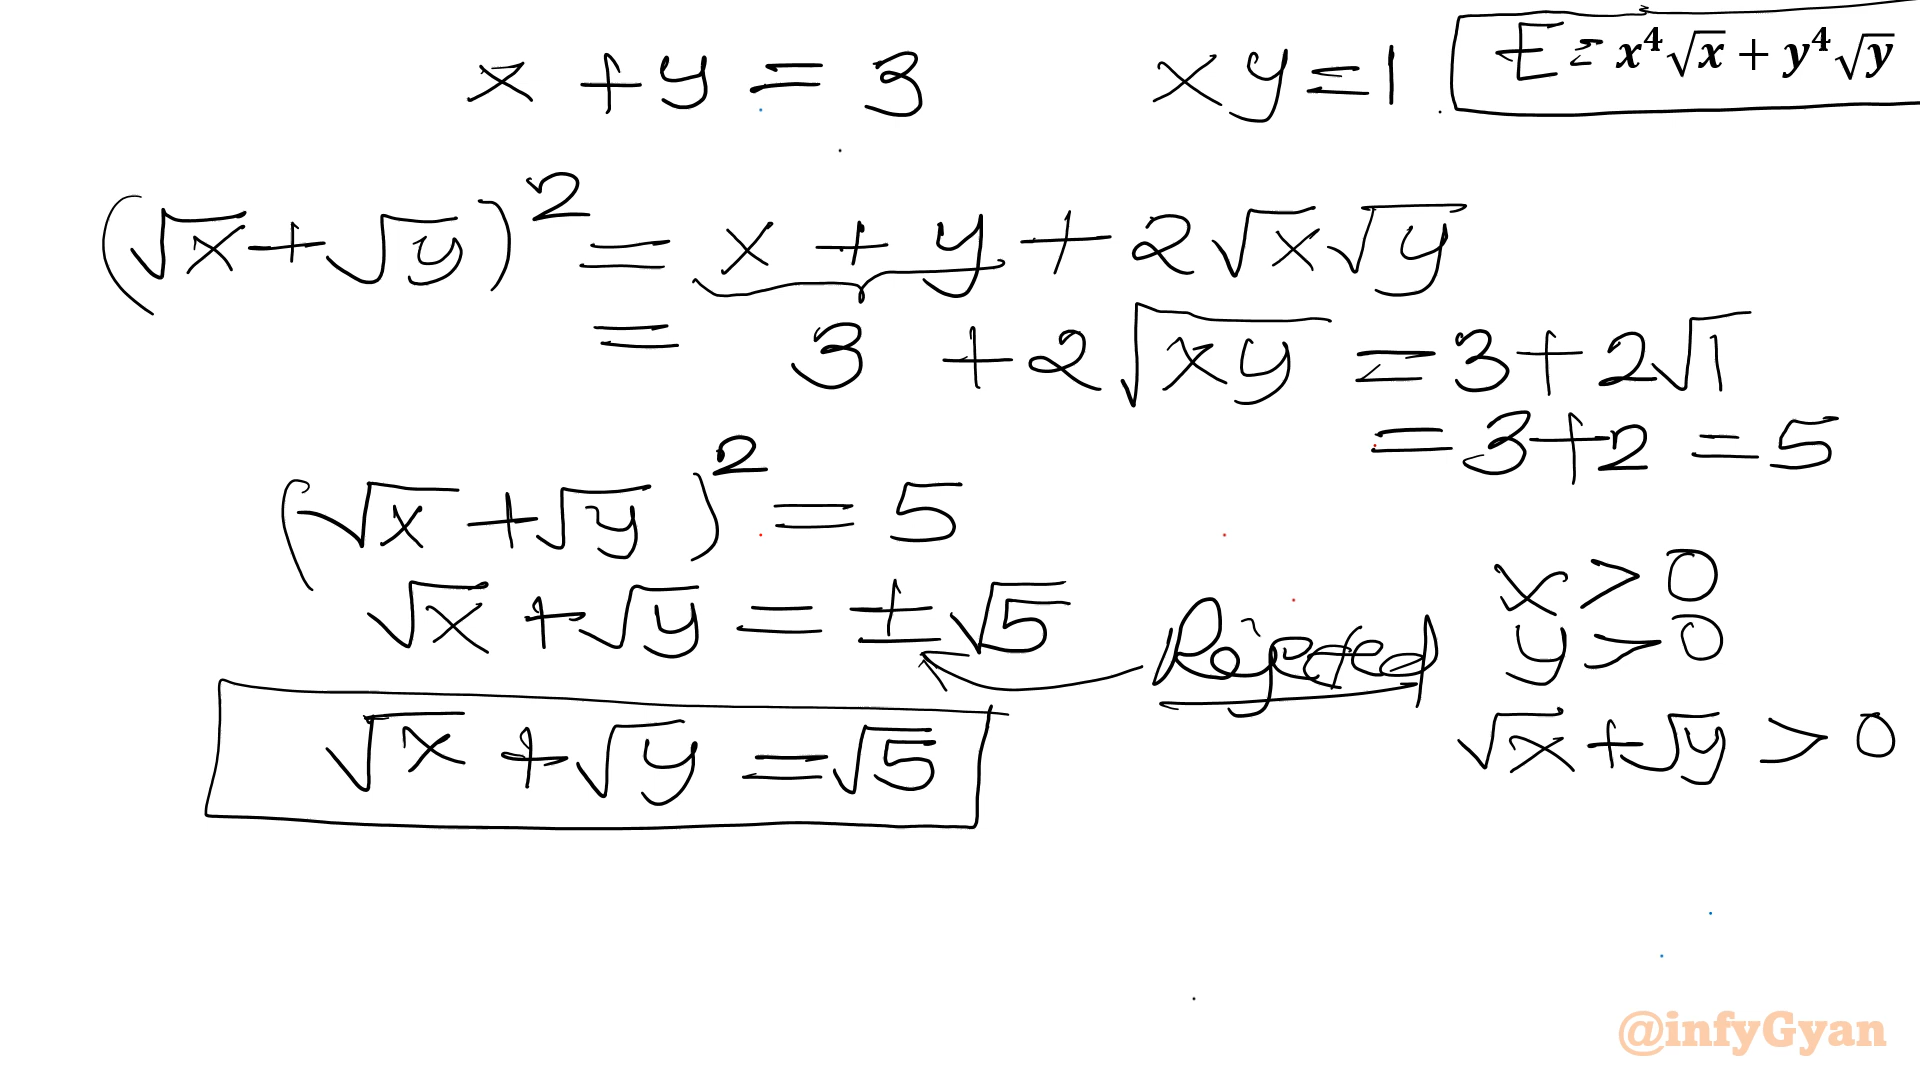 x + y = 3 xy = 1 E = x⁴√x + y⁴√y
(√x + √y)² = x + y + 2√x√y
= 3 + 2√xy = 3 + 2√1
= 3 + 2 = 5
(√x + √y)² = 5
x > 0
√x + √y = ±√5 Rejected y > 0
√x + √y = √5 √x + √y > 0
@infyGyan